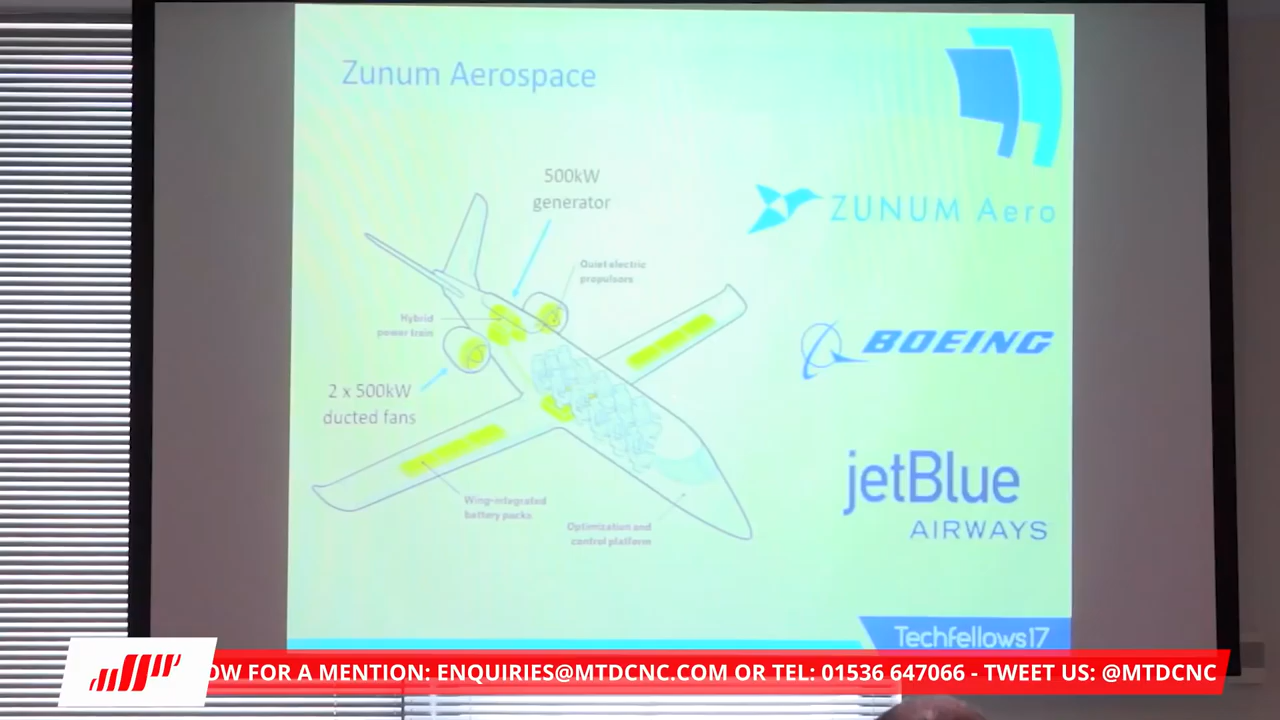 Zunum Aerospace
500kW
generator
ZUNUM Aero
Quiet electric
propulsors
Hybrid
power train
BOEING
2 x 500kW
ducted fans
jetBlue
AIRWAYS
Wing-integrated
battery packs
Optimization and
control platform
Techfellows17
OW FOR A MENTION: ENQUIRIES@MTDCNC.COM OR TEL: 01536 647066 - TWEET US: @MTDCNC